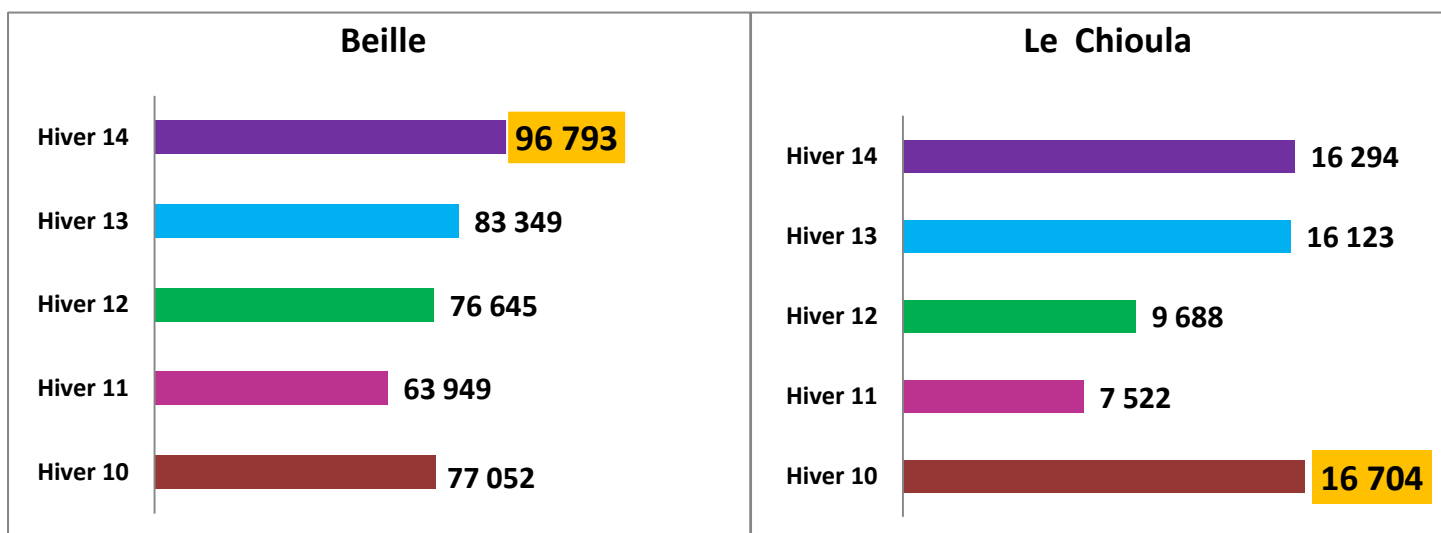 Beille
Hiver 14 96 793
Hiver 13 83 349
Hiver 12 76 645
Hiver 11 63 949
Hiver 10 77 052
Le Chioula
Hiver 14 16 294
Hiver 13 16 123
Hiver 12 9 688
Hiver 11 7 522
Hiver 10 16 704